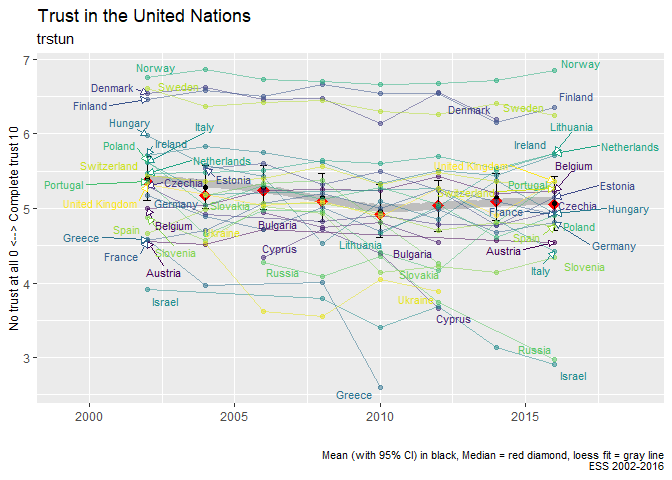 Trust in the United Nations
trstun
No trust at all 0 <--> Complete trust 10
7
6
5
4
3
2000
2005
2010
2015
Norway
Denmark
Sweden
Finland
Hungary
Italy
Poland
Ireland
Switzerland
Netherlands
Portugal
Czechia
Estonia
United Kingdom
Germany
Slovakia
Spain
Belgium
Ukraine
Bulgaria
Greece
Slovenia
France
Austria
Cyprus
Russia
Israel
Norway
Finland
Denmark
Sweden
Lithuania
Ireland
Netherlands
United Kingdom
Belgium
Portugal
Estonia
Czechia
France
Hungary
Poland
Spain
Germany
Lithuania
Bulgaria
Austria
Slovakia
Italy
Slovenia
Ukraine
Cyprus
Russia
Israel
Greece
Mean (with 95% CI) in black, Median = red diamond, loess fit = gray line
ESS 2002-2016